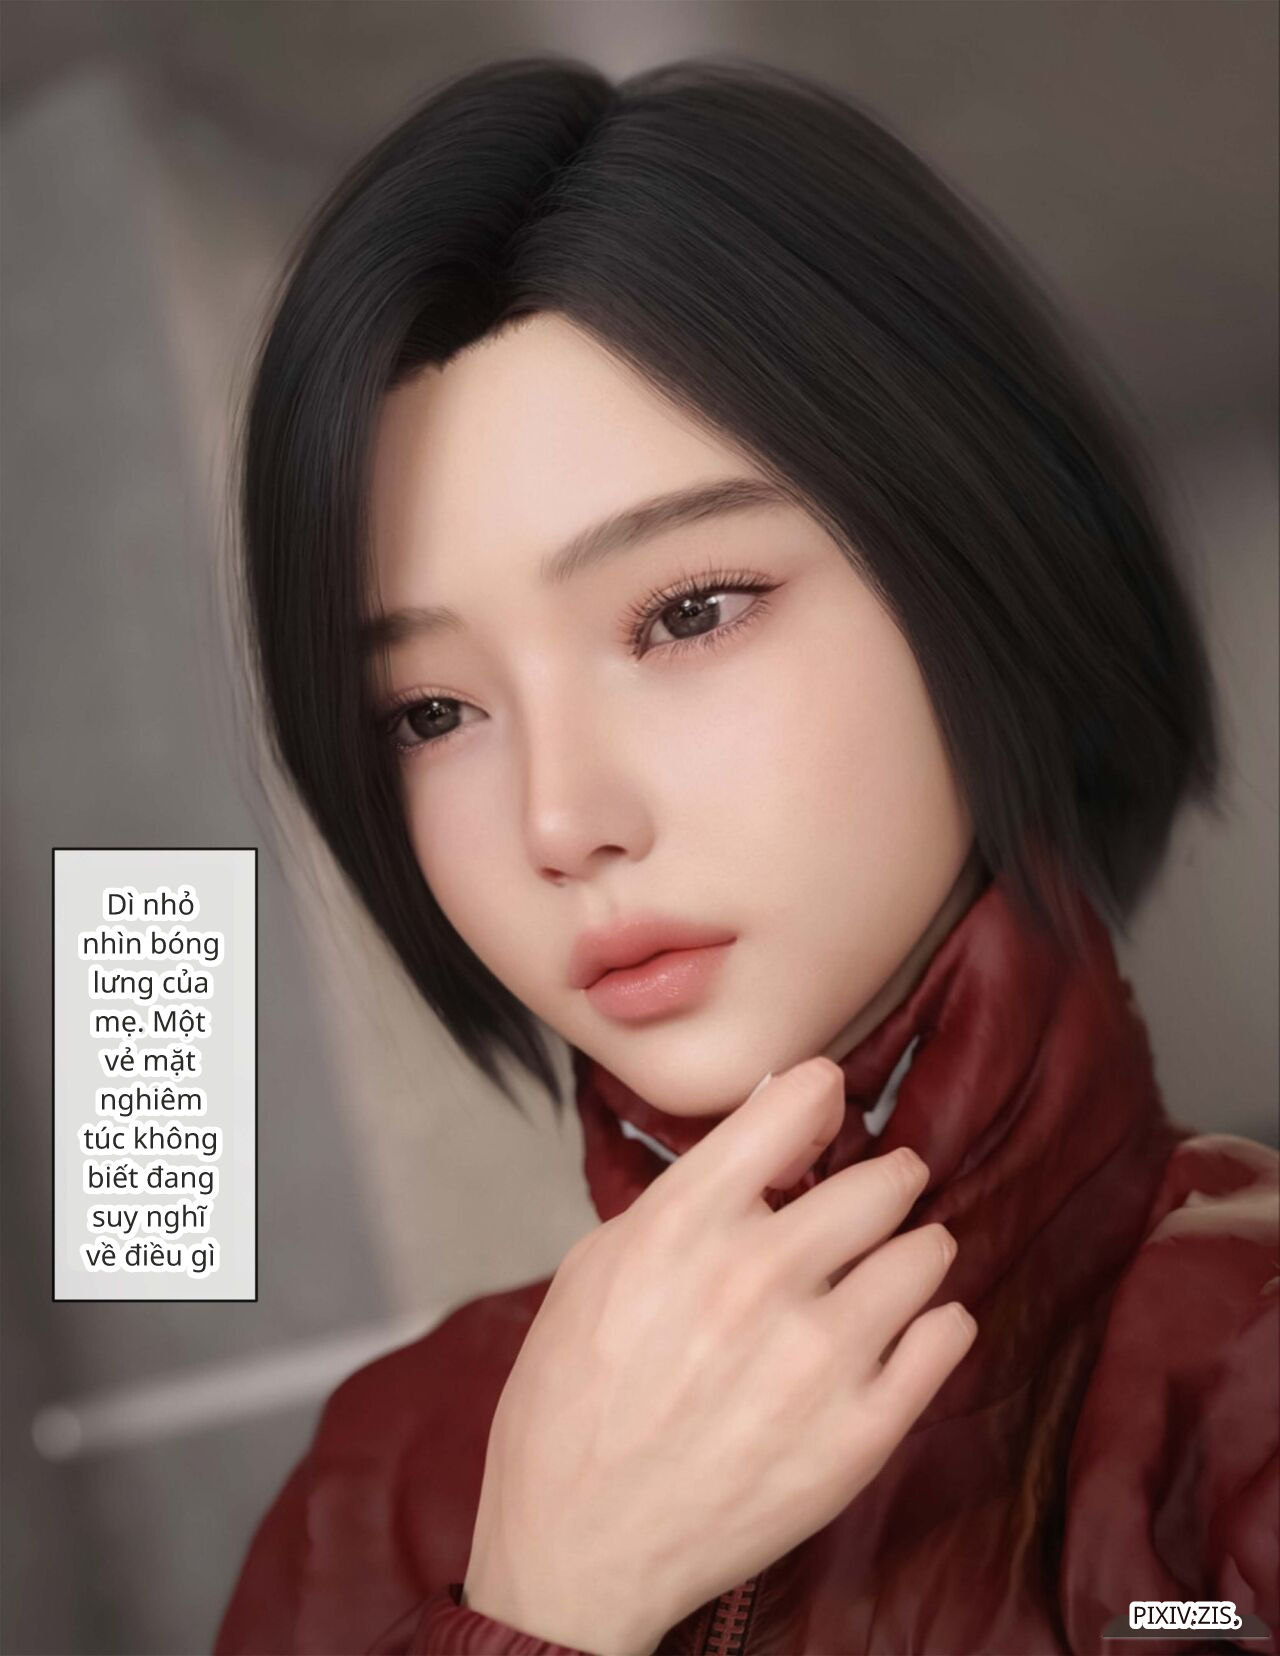 Dì nhỏ
nhìn bóng
lưng của
mẹ. Một
vẻ mặt
nghiêm
túc không
biết đang
suy nghĩ
về điều gì
PIXIV:ZIS.